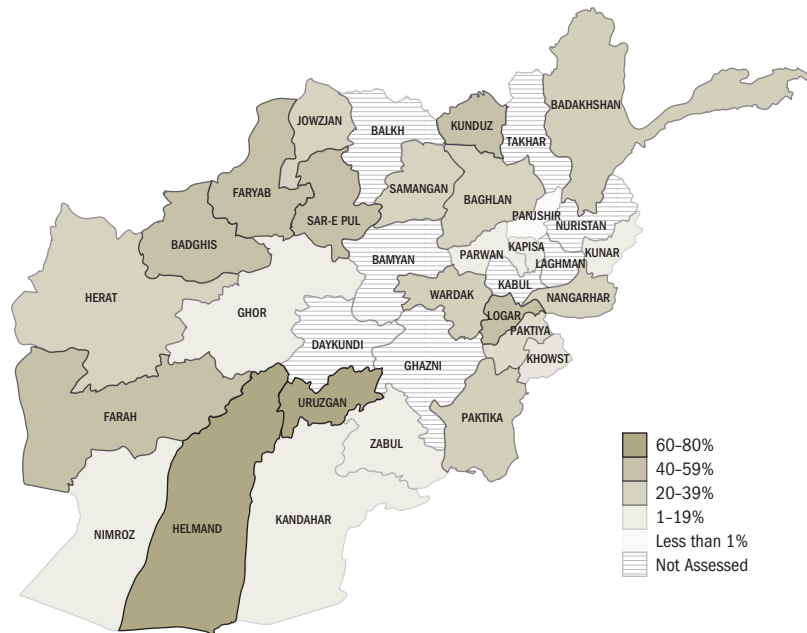 BADAKHSHAN
JOWZJAN
BALKH
KUNDUZ
TAKHAR
FARYAB
SAMANGAN
BAGHLAN
SAR-E PUL
PANJSHIR
NURISTAN
BADGHIS
KAPISA
KUNAR
BAMYAN
PARWAN
LAGHMAN
HERAT
KABUL
WARDAK
NANGARHAR
GHOR
LOGAR
DAYKUNDI
PAKTIYA
GHAZNI
KHOWST
URUZGAN
FARAH
PAKTIKA
ZABUL
NIMROZ
HELMAND
KANDAHAR
60–80%
40–59%
20–39%
1–19%
Less than 1%
Not Assessed